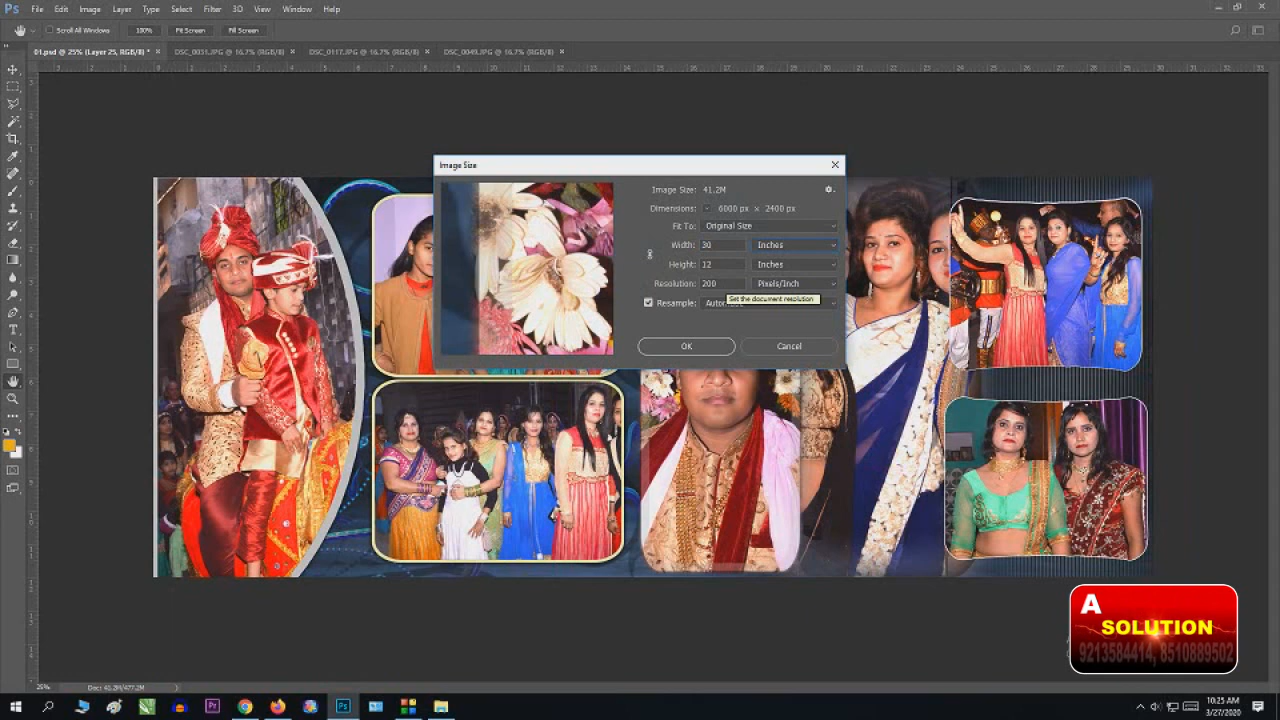 Ps File Edit Image Layer Type Select Filter 3D View Window Help
Scroll All Windows 100% Fit Screen Fill Screen
01.psd @ 25% (Layer 25, RGB/8) * × DSC_0031.JPG @ 16.7% (RGB/8) × DSC_0117.JPG @ 16.7% (RGB/8) × DSC_0049.JPG @ 16.7% (RGB/8) ×
Image Size
Image Size: 41.2M
Dimensions: 6000 px × 2400 px
Fit To: Original Size
Width: 30 Inches
Height: 12 Inches
Resolution: 200 Pixels/Inch
Set the document resolution
Resample:
OK Cancel
A
SOLUTION
9213584414, 8510889502
25% Doc: 41.2M/477.2M
10:25 AM
3/27/2020